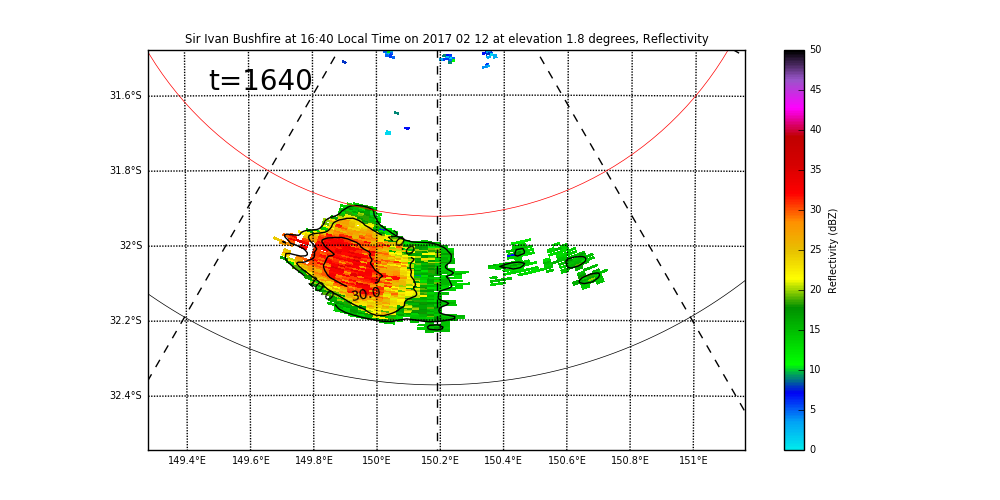 Sir Ivan Bushfire at 16:40 Local Time on 2017 02 12 at elevation 1.8 degrees, Reflectivity
t=1640
31.6°S
31.8°S
32°S
32.2°S
32.4°S
149.4°E 149.6°E 149.8°E 150°E 150.2°E 150.4°E 150.6°E 150.8°E 151°E
30.0
50
45
40
35
30
25
20
15
10
5
0
Reflectivity (dBZ)